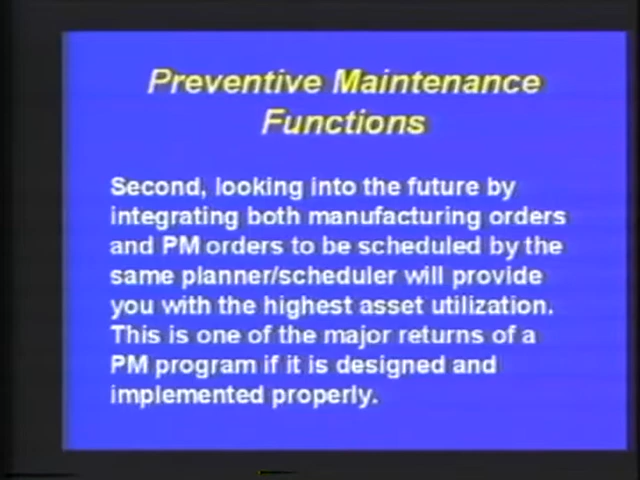 Preventive Maintenance
Functions
Second, looking into the future by
integrating both manufacturing orders
and PM orders to be scheduled by the
same planner/scheduler will provide
you with the highest asset utilization.
This is one of the major returns of a
PM program if it is designed and
implemented properly.